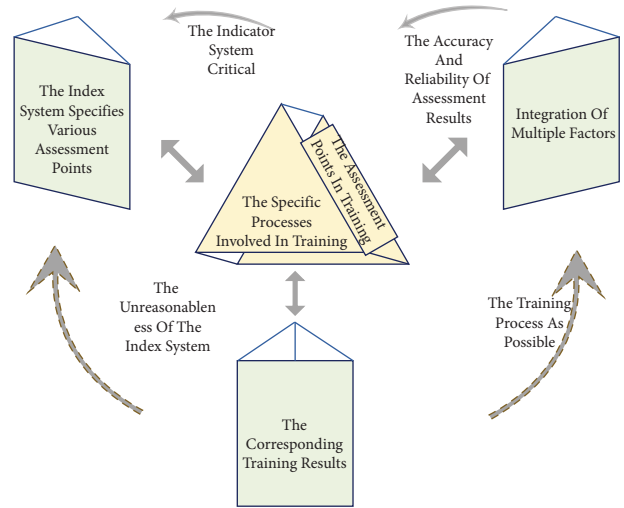 The Indicator
System
Critical
The Accuracy
And
Reliability Of
Assessment
Results
The Index
System Specifies
Various
Assessment
Points
Integration Of
Multiple Factors
The Assessment
Points In Training
The Specific
Processes
Involved In Training
The
Unreasonablen
ess Of The
Index System
The Training
Process As
Possible
The
Corresponding
Training Results